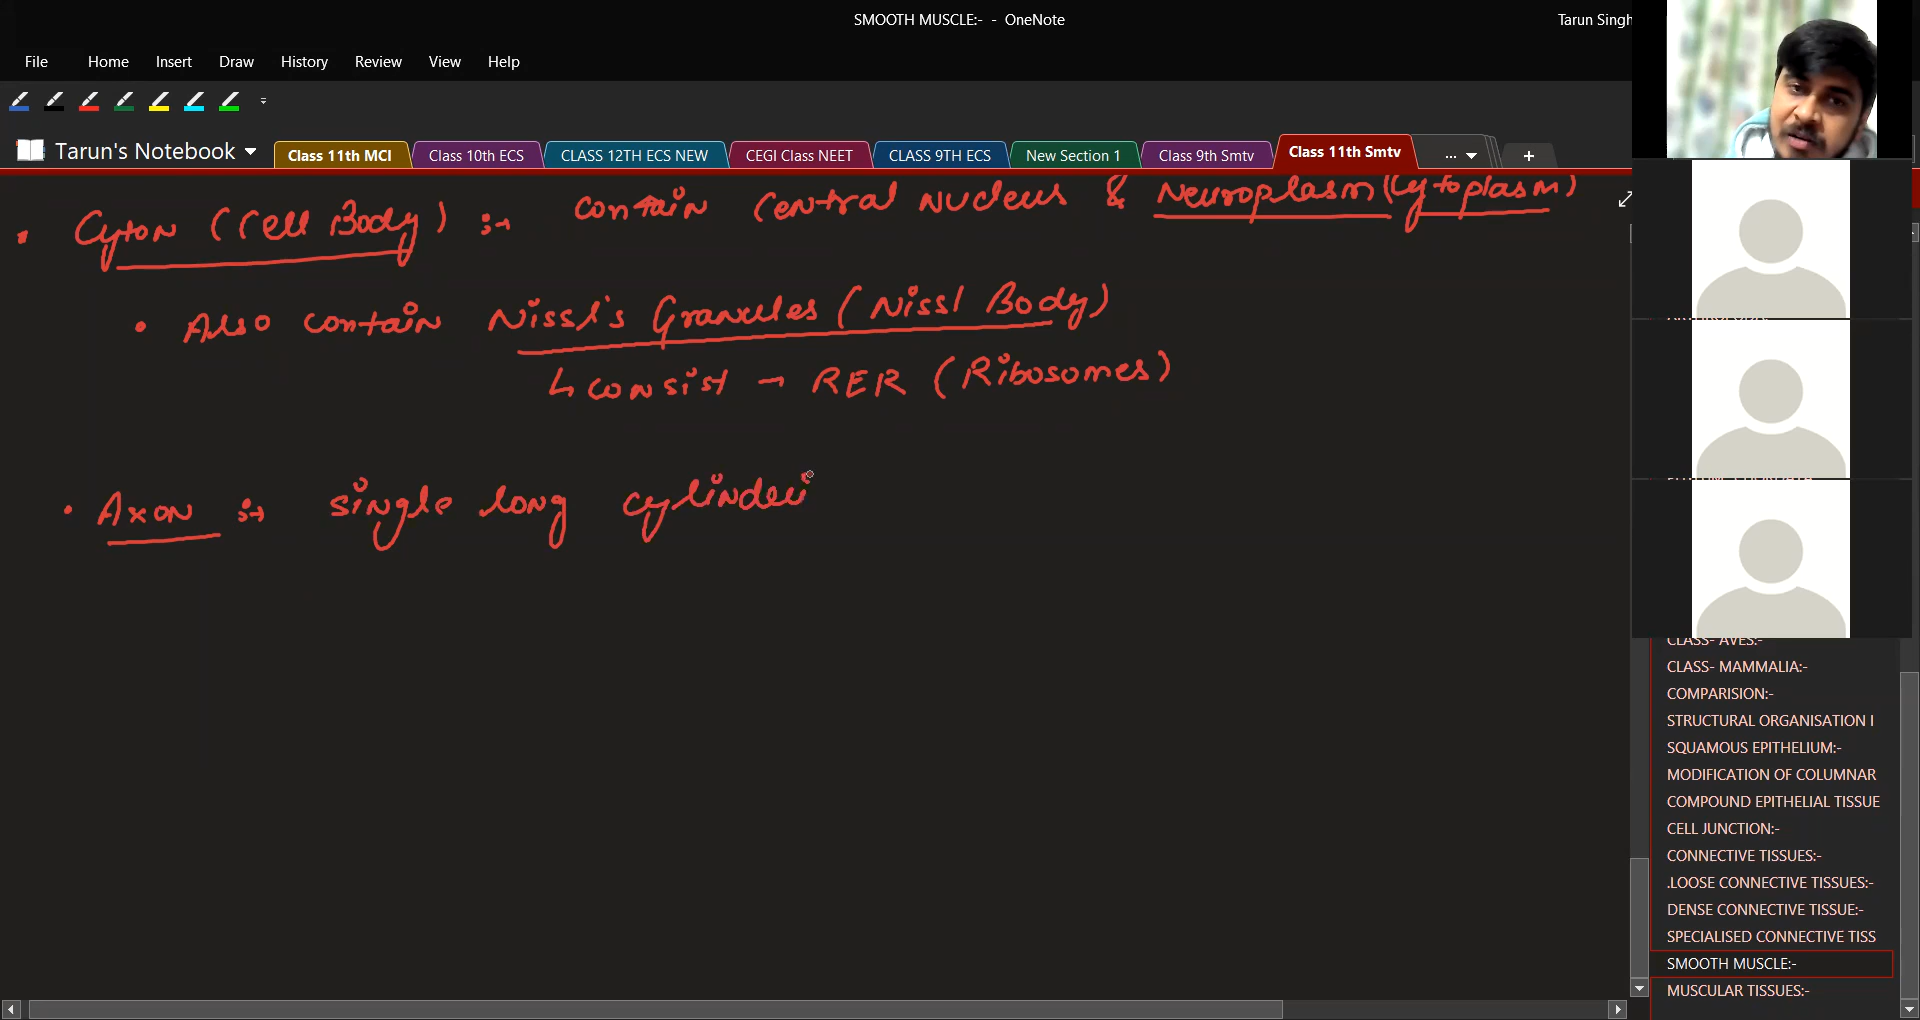 SMOOTH MUSCLE:- - OneNote
Tarun Singh
File Home Insert Draw History Review View Help
Tarun's Notebook
Class 11th MCI Class 10th ECS CLASS 12TH ECS NEW CEGI Class NEET CLASS 9TH ECS New Section 1 Class 9th Smtv Class 11th Smtv ... +
• Cyton (Cell Body) :→ contain Central Nucleus & Neuroplasm (Cytoplasm)
• Also contain Nissl's Granules (Nissl Body)
↳ consist → RER (Ribosomes)
• Axon :→ single long cylinderi
CLASS- AVES:-
CLASS- MAMMALIA:-
COMPARISION:-
STRUCTURAL ORGANISATION I
SQUAMOUS EPITHELIUM:-
MODIFICATION OF COLUMNAR
COMPOUND EPITHELIAL TISSUE
CELL JUNCTION:-
CONNECTIVE TISSUES:-
.LOOSE CONNECTIVE TISSUES:-
DENSE CONNECTIVE TISSUE:-
SPECIALISED CONNECTIVE TISS
SMOOTH MUSCLE:-
MUSCULAR TISSUES:-